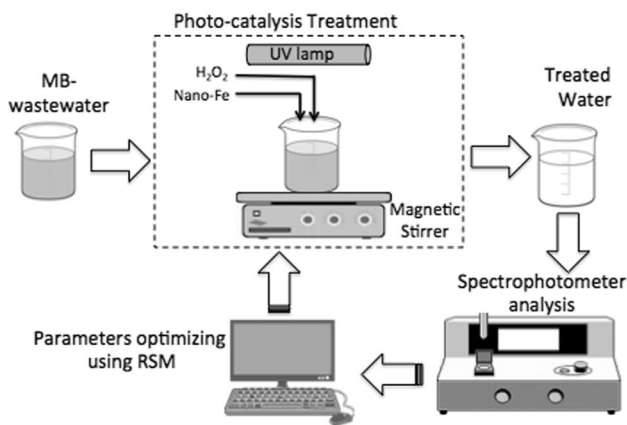 Photo-catalysis Treatment
UV lamp
H₂O₂
Nano-Fe
MB-
wastewater
Magnetic
Stirrer
Treated
Water
Spectrophotometer
analysis
Parameters optimizing
using RSM